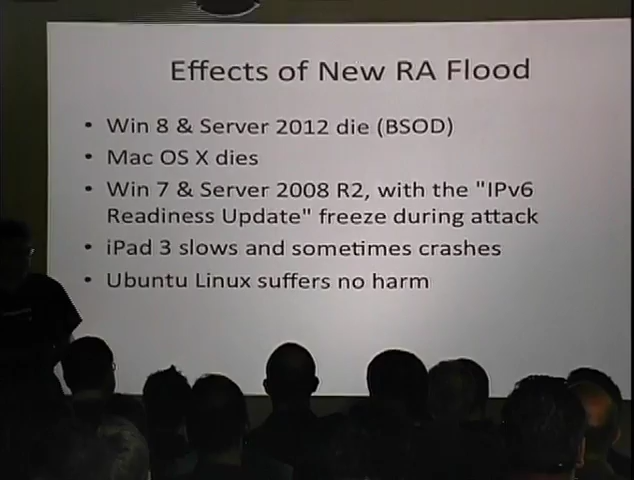 Effects of New RA Flood
• Win 8 & Server 2012 die (BSOD)
• Mac OS X dies
• Win 7 & Server 2008 R2, with the "IPv6
Readiness Update" freeze during attack
• iPad 3 slows and sometimes crashes
• Ubuntu Linux suffers no harm